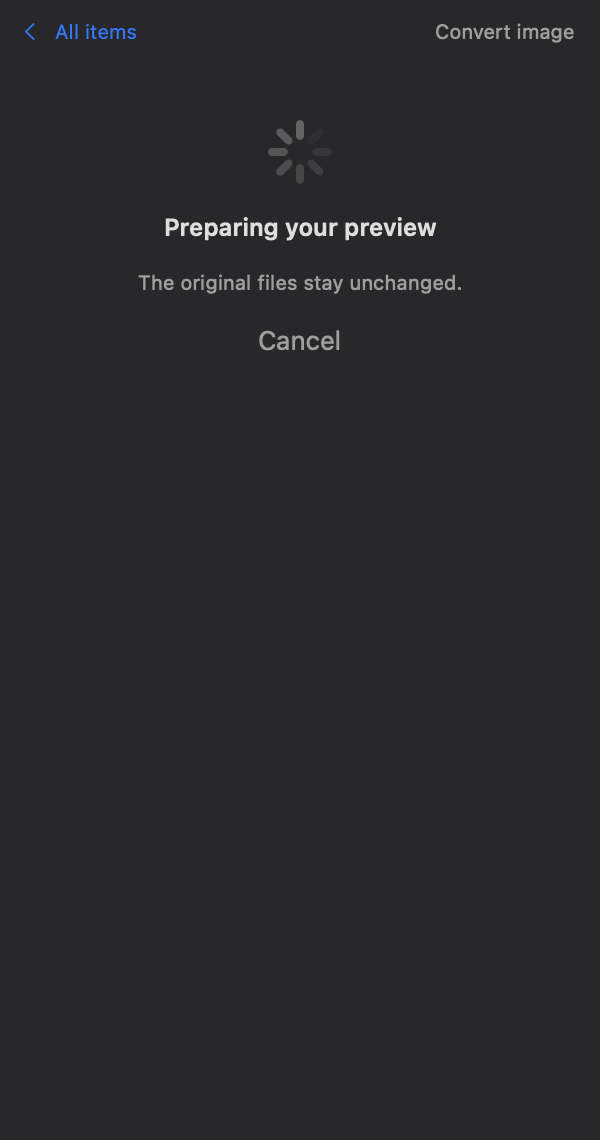 All items
Convert image
Preparing your preview
The original files stay unchanged.
Cancel